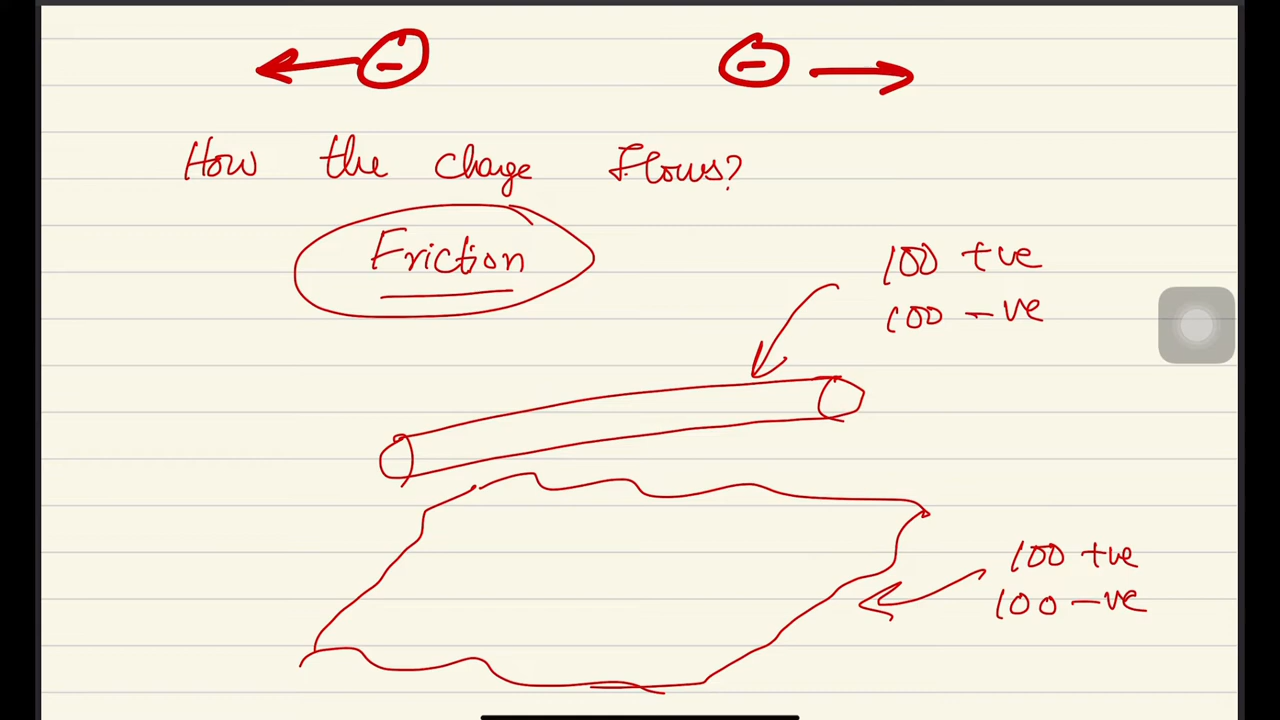 - -
How the charge Flows?
Friction
100 +ve
100 -ve
100 +ve
100 -ve